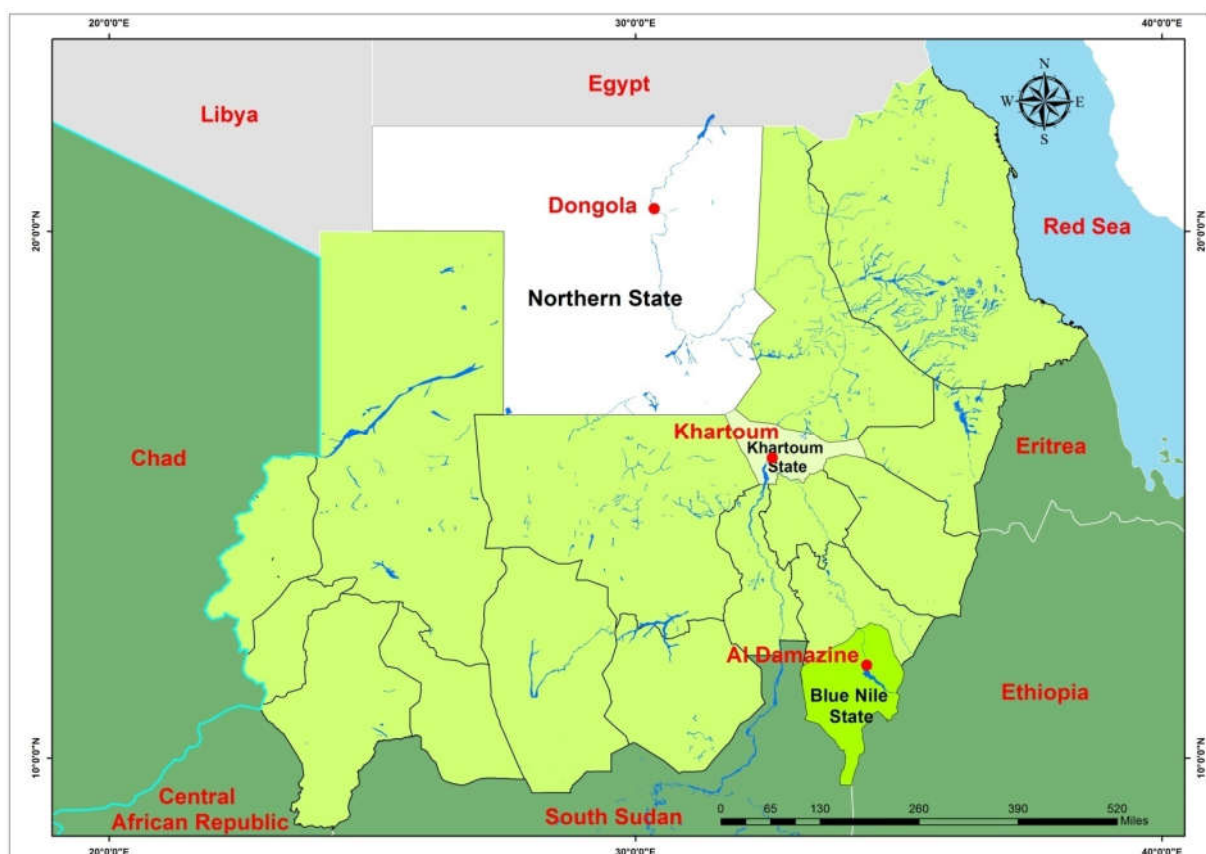 20°0'0"E
30°0'0"E
40°0'0"E
N
W
E
S
Egypt
Libya
Dongola
20°0'0"N
20°0'0"N
Red Sea
Northern State
Khartoum
Khartoum
State
Chad
Eritrea
Al Damazine
Blue Nile
State
Ethiopia
10°0'0"N
10°0'0"N
Central
African Republic
South Sudan
0
65
130
260
390
520
Miles
20°0'0"E
30°0'0"E
40°0'0"E